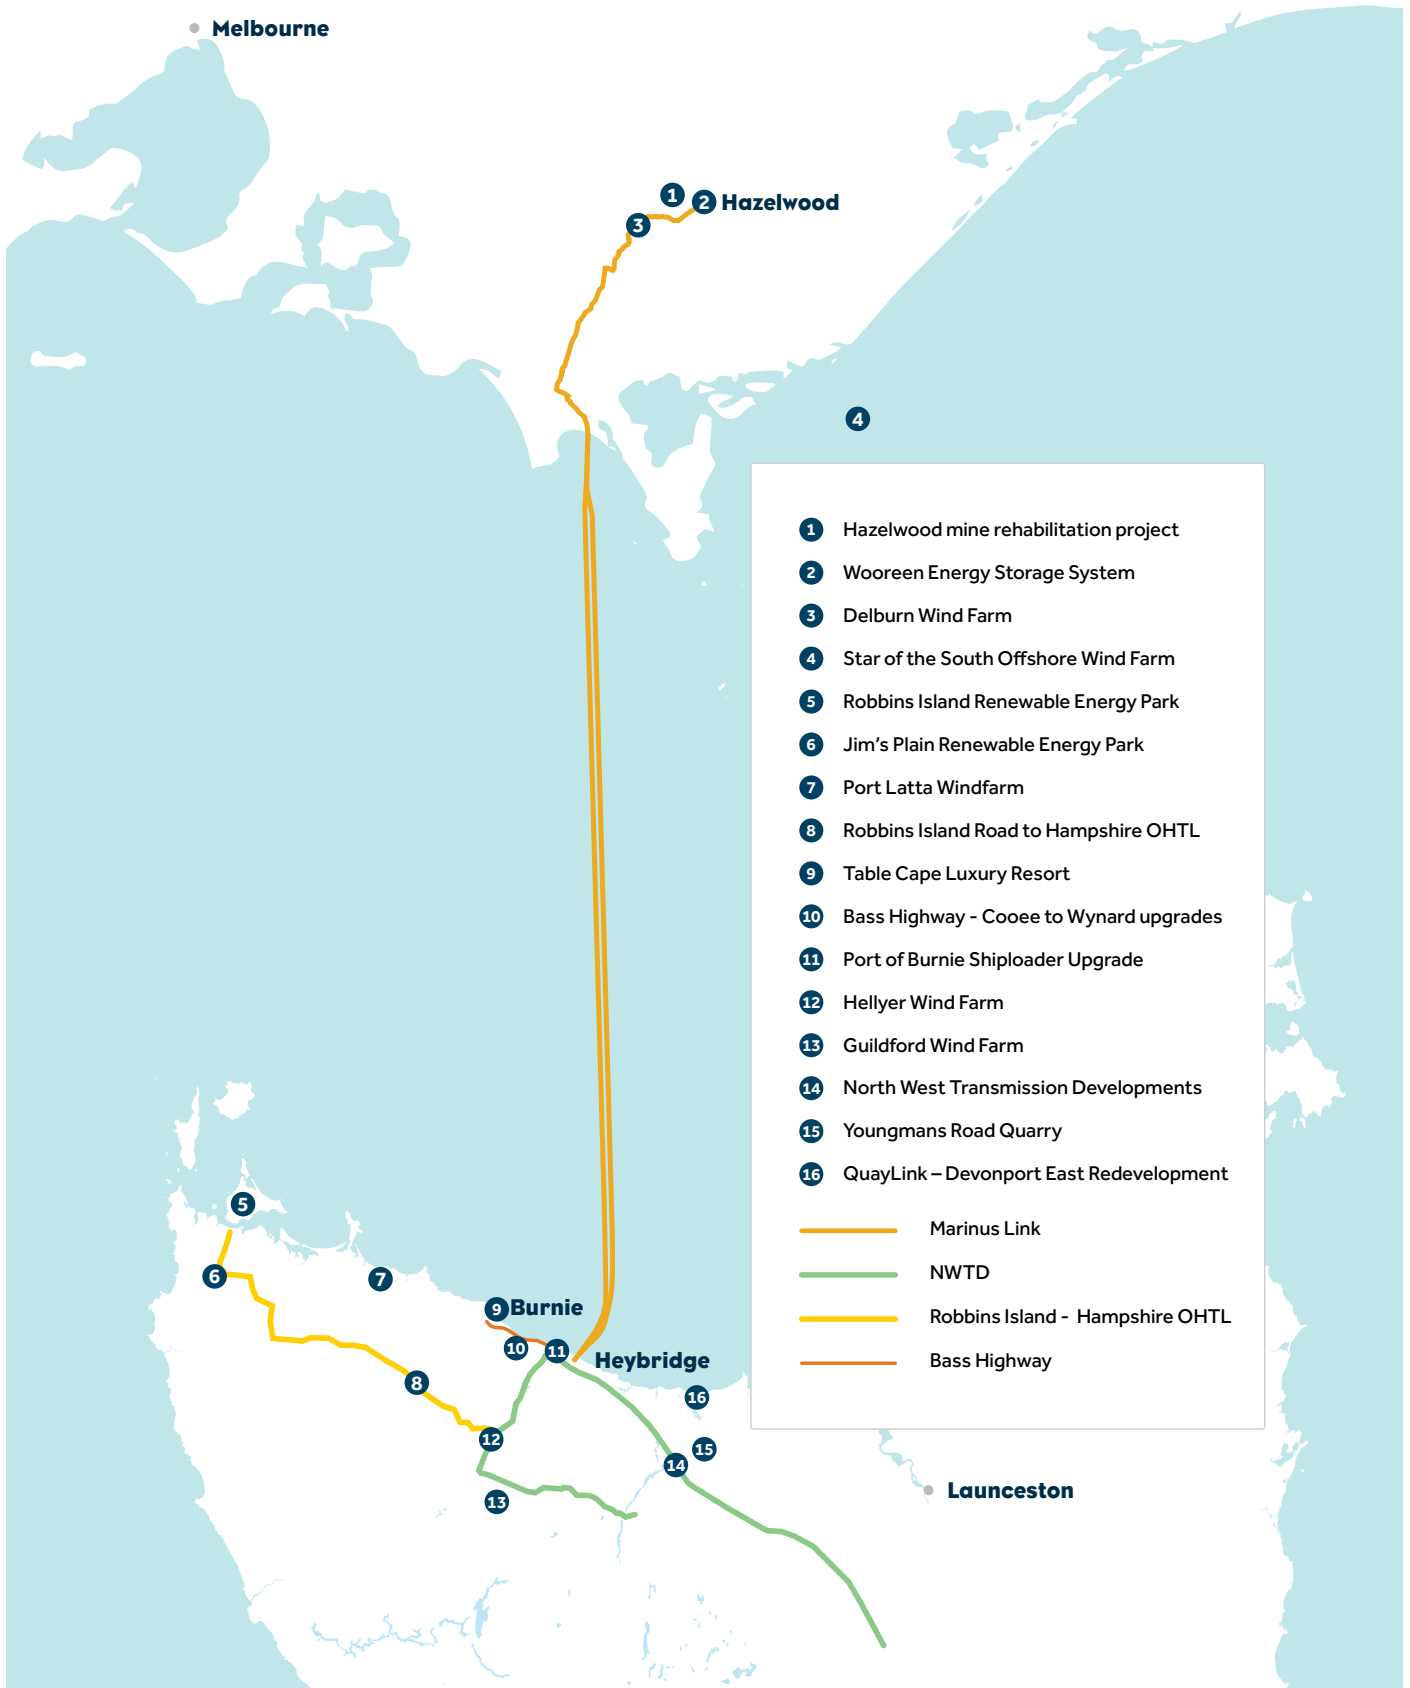 Melbourne
1
2 Hazelwood
3
4
1 Hazelwood mine rehabilitation project
2 Wooreen Energy Storage System
3 Delburn Wind Farm
4 Star of the South Offshore Wind Farm
5 Robbins Island Renewable Energy Park
6 Jim's Plain Renewable Energy Park
7 Port Latta Windfarm
8 Robbins Island Road to Hampshire OHTL
9 Table Cape Luxury Resort
10 Bass Highway - Cooee to Wynard upgrades
11 Port of Burnie Shiploader Upgrade
12 Hellyer Wind Farm
13 Guildford Wind Farm
14 North West Transmission Developments
15 Youngmans Road Quarry
16 QuayLink – Devonport East Redevelopment
Marinus Link
NWTD
Robbins Island - Hampshire OHTL
Bass Highway
5
6
7
9 Burnie
10
11
Heybridge
8
16
12
15
14
13
Launceston